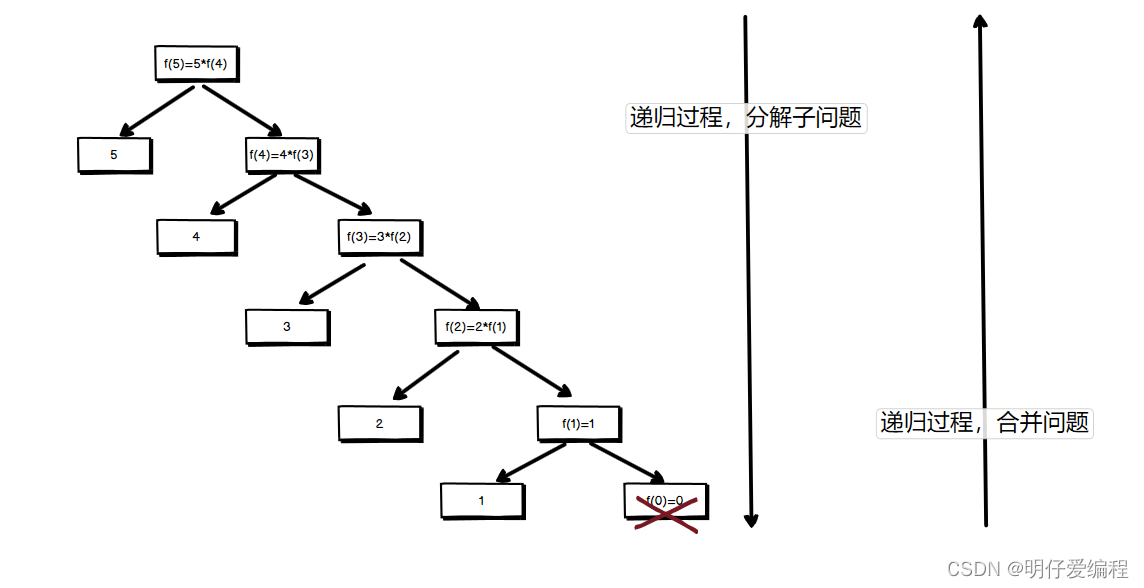 f(5)=5*f(4)
递归过程，分解子问题
5
f(4)=4*f(3)
4
f(3)=3*f(2)
3
f(2)=2*f(1)
2
f(1)=1
递归过程，合并问题
1
f(0)=0
CSDN @明仔爱编程